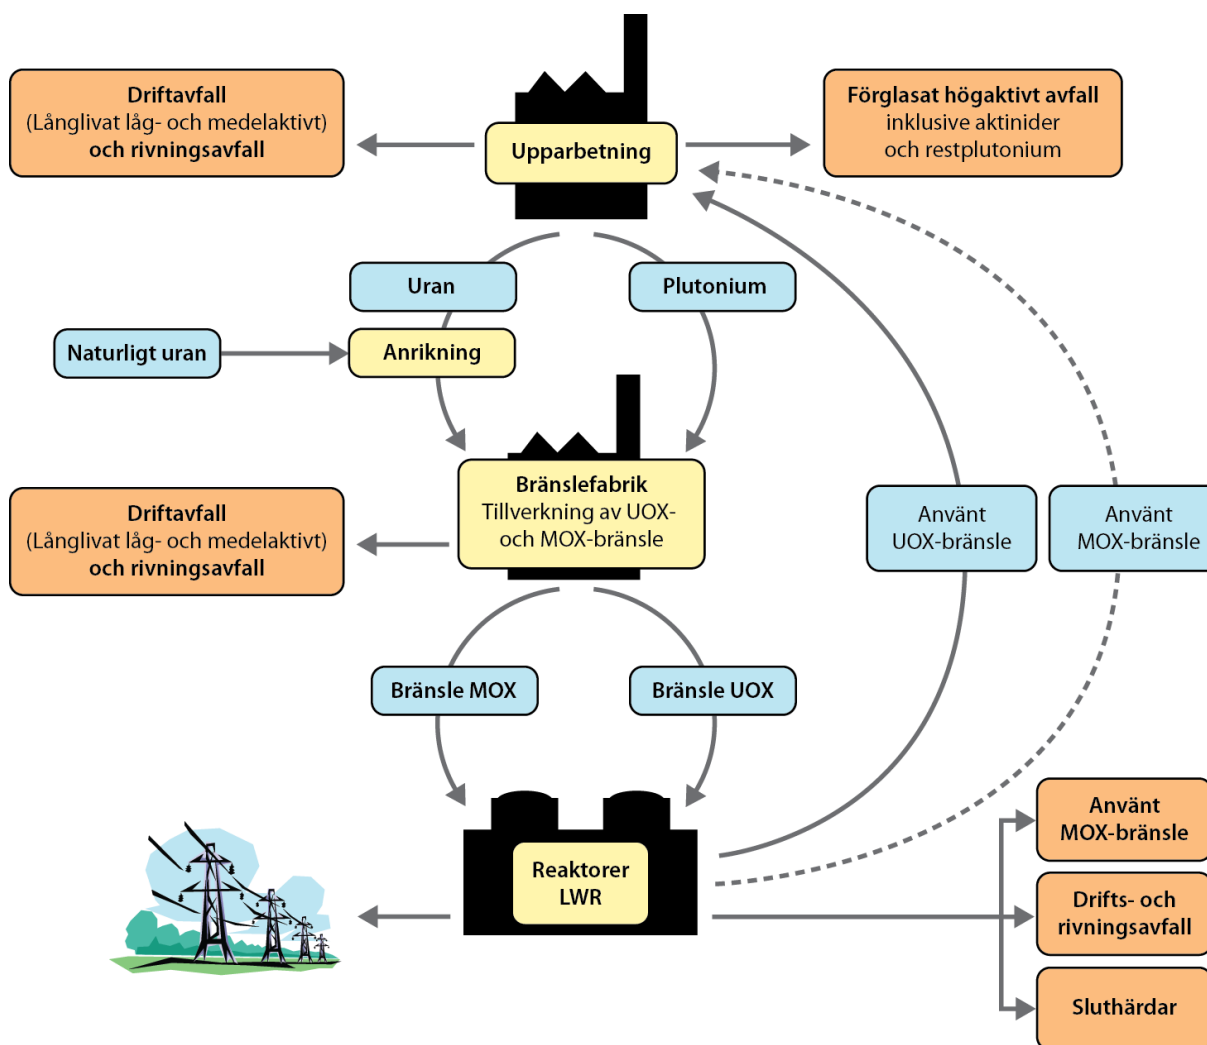 Driftavfall
(Långlivat låg- och medelaktivt)
och rivningsavfall
Upparbetning
Förglasat högaktivt avfall
inklusive aktinider
och restplutonium
Uran
Plutonium
Naturligt uran
Anrikning
Driftavfall
(Långlivat låg- och medelaktivt)
och rivningsavfall
Bränslefabrik
Tillverkning av UOX-
och MOX-bränsle
Använt
UOX-bränsle
Använt
MOX-bränsle
Bränsle MOX
Bränsle UOX
Reaktorer
LWR
Använt
MOX-bränsle
Drifts- och
rivningsavfall
Sluthärdar